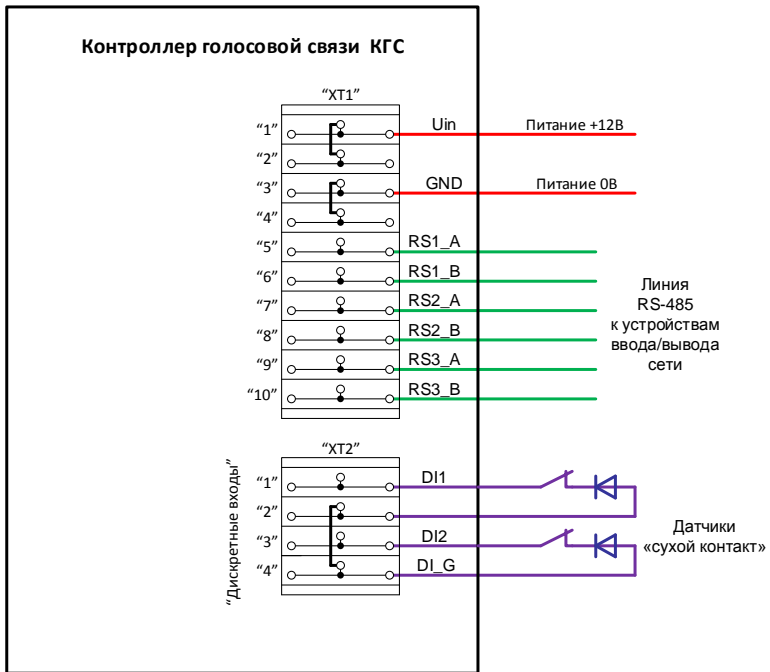 Контроллер голосовой связи КГС
“XT1”
“1”
Uin
Питание +12В
“2”
“3”
GND
Питание 0В
“4”
“5”
RS1_A
“6”
RS1_B
“7”
RS2_A
“8”
RS2_B
“9”
RS3_A
“10”
RS3_B
Линия
RS-485
к устройствам
ввода/вывода
сети
“XT2”
“Дискретные входы”
“1”
DI1
“2”
“3”
DI2
“4”
DI_G
Датчики
«сухой контакт»